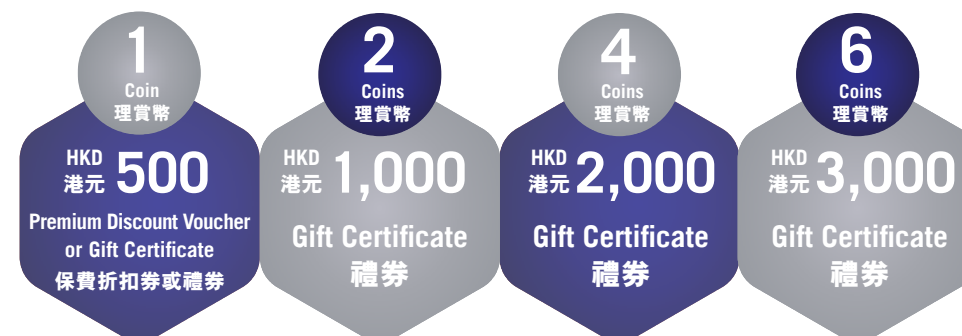 1
Coin
理賞幣
HKD
港元 500
Premium Discount Voucher
or Gift Certificate
保費折扣券或禮券
2
Coins
理賞幣
HKD
港元 1,000
Gift Certificate
禮券
4
Coins
理賞幣
HKD
港元 2,000
Gift Certificate
禮券
6
Coins
理賞幣
HKD
港元 3,000
Gift Certificate
禮券